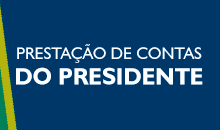 PRESTAÇÃO DE CONTAS
DO PRESIDENTE